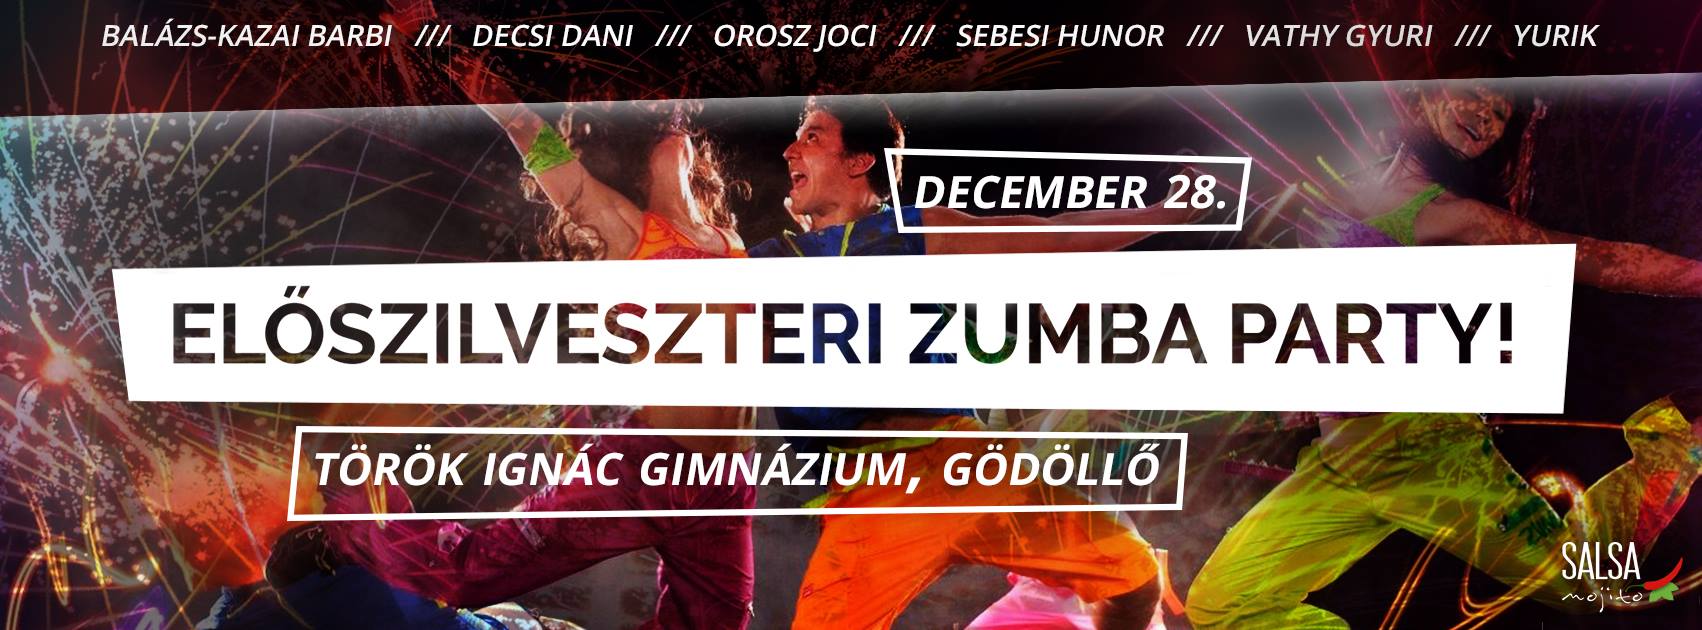 BALÁZS-KAZAI BARBI /// DECSI DANI /// OROSZ JOCI /// SEBESI HUNOR /// VATHY GYURI /// YURIK
DECEMBER 28.
ELŐSZILVESZTERI ZUMBA PARTY!
TÖRÖK IGNÁC GIMNÁZIUM, GÖDÖLLŐ
SALSA
mojito